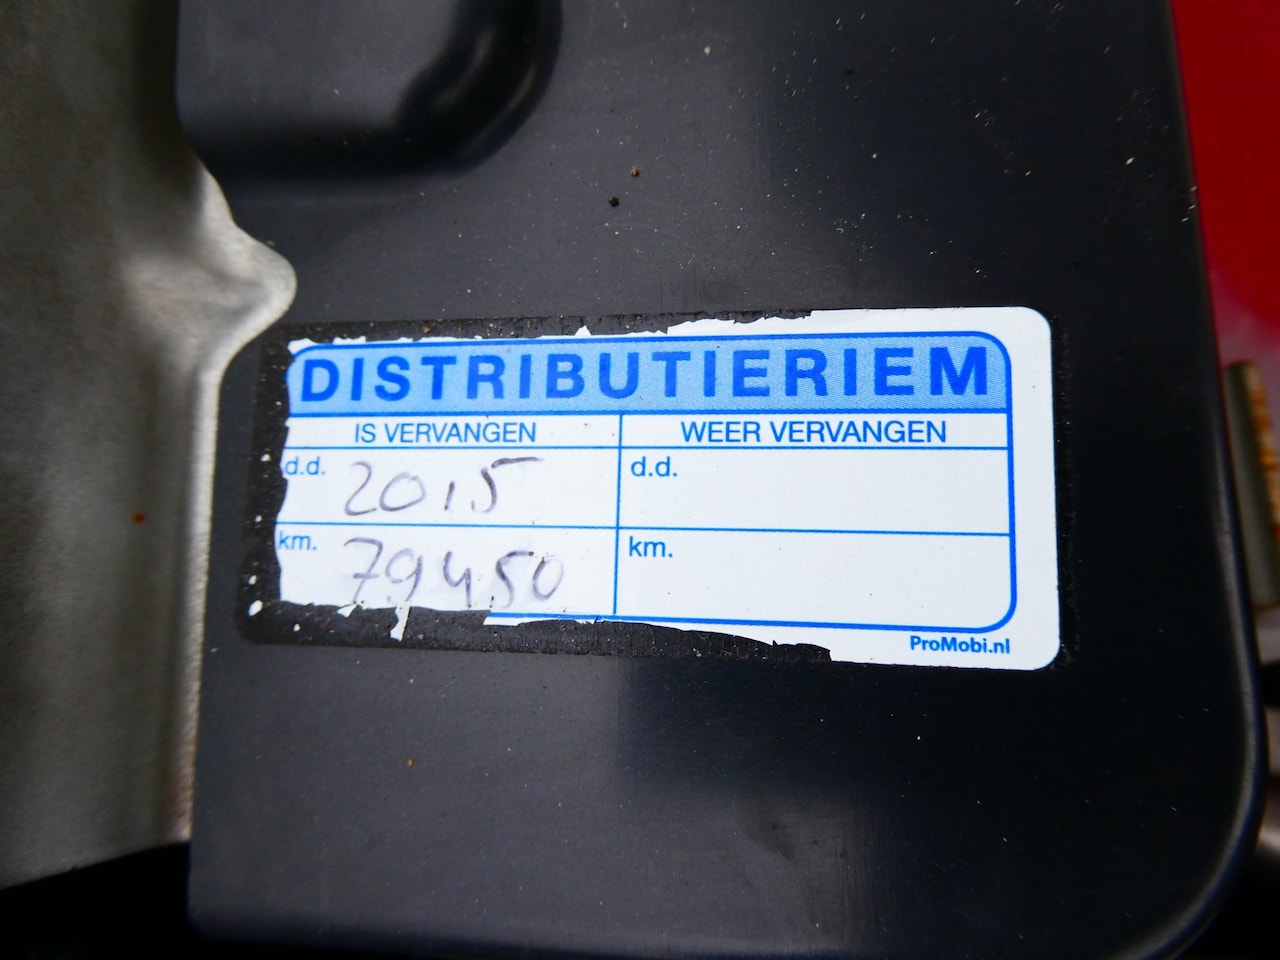 DISTRIBUTIERIEM
IS VERVANGEN WEER VERVANGEN
d.d. 2015 d.d.
km. 79450 km.
ProMobi.nl